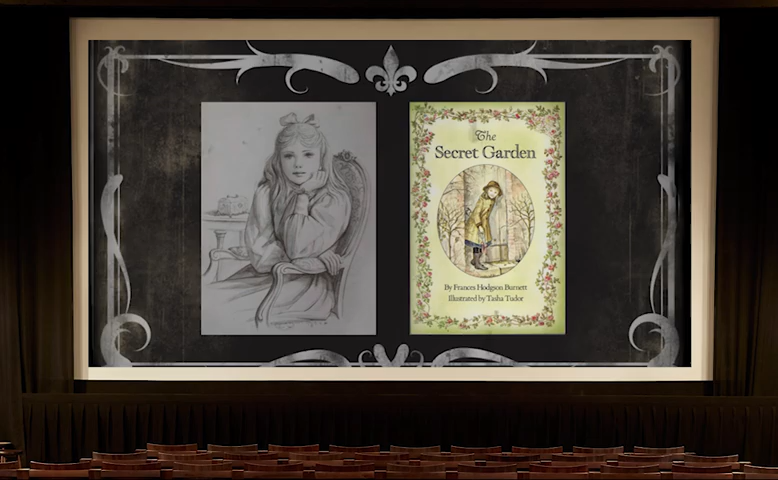 The
Secret Garden
By Frances Hodgson Burnett
Illustrated by Tasha Tudor